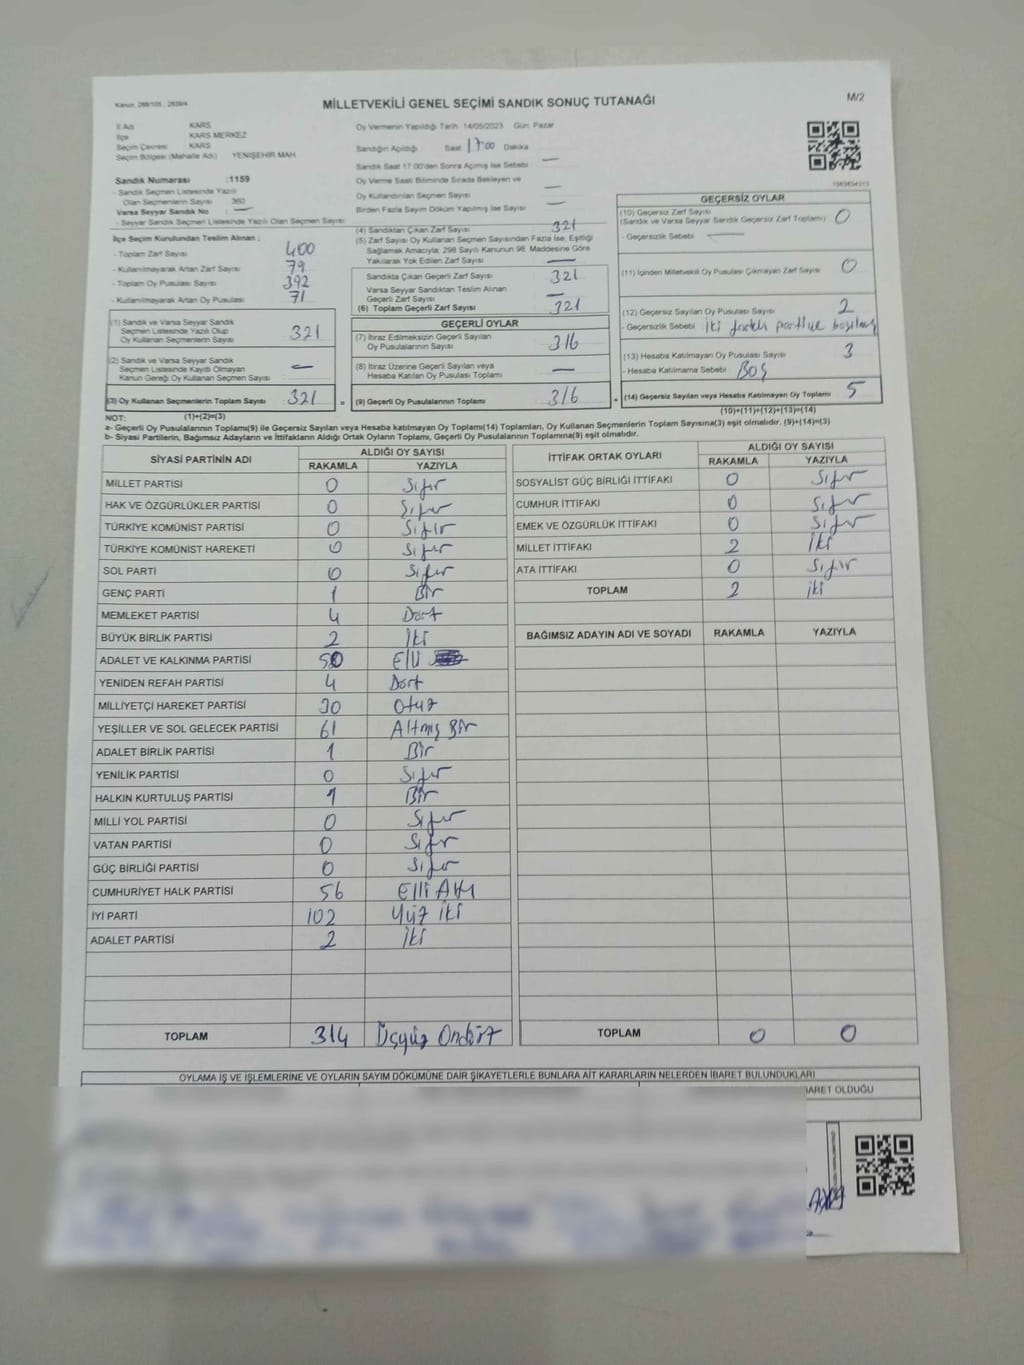 Kanun: 298/105 , 2839/4
MİLLETVEKİLİ GENEL SEÇİMİ SANDIK SONUÇ TUTANAĞI
M/2
İl Adı KARS
İlçe KARS MERKEZ
Seçim Çevresi KARS
Seçim Bölgesi (Mahalle Adı) YENİŞEHİR MAH
Sandık Numarası :1159
- Sandık Seçmen Listesinde Yazılı
Olan Seçmenlerin Sayısı 360
Varsa Seyyar Sandık No : —
- Seyyar Sandık Seçmen Listesinde Yazılı Olan Seçmen Sayısı:
İlçe Seçim Kurulundan Teslim Alınan ;
- Toplam Zarf Sayısı 400
- Kullanılmayarak Artan Zarf Sayısı 79
- Toplam Oy Pusulası Sayısı 392
- Kullanılmayarak Artan Oy Pusulası 71
(1) Sandık ve Varsa Seyyar Sandık
Seçmen Listesinde Yazılı Olup
Oy Kullanan Seçmenlerin Sayısı 321
(2) Sandık ve Varsa Seyyar Sandık
Seçmen Listesinde Kayıtlı Olmayan
Kanun Gereği Oy Kullanan Seçmen Sayısı —
(3) Oy Kullanan Seçmenlerin Toplam Sayısı 321 =
Oy Vermenin Yapıldığı Tarih: 14/05/2023 Gün: Pazar
Sandığın Açıldığı Saat 17:00 Dakika
Sandık Saat 17.00'den Sonra Açılmış İse Sebebi —
Oy Verme Saati Bitiminde Sırada Bekleyen ve
Oy Kullandırılan Seçmen Sayısı —
Birden Fazla Sayım Döküm Yapılmış İse Sayısı —
(4) Sandıktan Çıkan Zarf Sayısı 321
(5) Zarf Sayısı Oy Kullanan Seçmen Sayısından Fazla İse, Eşitliği
Sağlamak Amacıyla, 298 Sayılı Kanunun 98. Maddesine Göre
Yakılarak Yok Edilen Zarf Sayısı —
Sandıkta Çıkan Geçerli Zarf Sayısı 321
Varsa Seyyar Sandıktan Teslim Alınan
Geçerli Zarf Sayısı —
(6) Toplam Geçerli Zarf Sayısı 321
GEÇERLİ OYLAR
(7) İtiraz Edilmeksizin Geçerli Sayılan
Oy Pusulalarının Sayısı 316
(8) İtiraz Üzerine Geçerli Sayılan veya
Hesaba Katılan Oy Pusulası Toplamı —
(9) Geçerli Oy Pusulalarının Toplamı 316 +
GEÇERSİZ OYLAR
(10) Geçersiz Zarf Sayısı
(Sandık ve Varsa Seyyar Sandık Geçersiz Zarf Toplamı) 0
- Geçersizlik Sebebi —
(11) İçinden Milletvekili Oy Pusulası Çıkmayan Zarf Sayısı 0
(12) Geçersiz Sayılan Oy Pusulası Sayısı 2
- Geçersizlik Sebebi İki partiye
(13) Hesaba Katılmayan Oy Pusulası Sayısı 3
- Hesaba Katılmama Sebebi Boş
(14) Geçersiz Sayılan veya Hesaba Katılmayan Oy Toplamı 5
NOT: (1)+(2)=(3) (10)+(11)+(12)+(13)=(14)
a- Geçerli Oy Pusulalarının Toplamı(9) ile Geçersiz Sayılan veya Hesaba katılmayan Oy Toplamı(14) Toplamları, Oy Kullanan Seçmenlerin Toplam Sayısına(3) eşit olmalıdır. (9)+(14)=(3)
b- Siyasi Partilerin, Bağımsız Adayların ve İttifakların Aldığı Ortak Oyların Toplamı, Geçerli Oy Pusulalarının Toplamına(9) eşit olmalıdır.
SİYASİ PARTİNİN ADI ALDIĞI OY SAYISI
RAKAMLA YAZIYLA
MİLLET PARTİSİ 0 Sıfır
HAK VE ÖZGÜRLÜKLER PARTİSİ 0 Sıfır
TÜRKİYE KOMÜNİST PARTİSİ 0 Sıfır
TÜRKİYE KOMÜNİST HAREKETİ 0 Sıfır
SOL PARTİ 0 Sıfır
GENÇ PARTİ 1 Bir
MEMLEKET PARTİSİ 4 Dört
BÜYÜK BİRLİK PARTİSİ 2 İki
ADALET VE KALKINMA PARTİSİ 50 Elli
YENİDEN REFAH PARTİSİ 4 Dört
MİLLİYETÇİ HAREKET PARTİSİ 30 Otuz
YEŞİLLER VE SOL GELECEK PARTİSİ 61 Altmış Bir
ADALET BİRLİK PARTİSİ 1 Bir
YENİLİK PARTİSİ 0 Sıfır
HALKIN KURTULUŞ PARTİSİ 1 Bir
MİLLİ YOL PARTİSİ 0 Sıfır
VATAN PARTİSİ 0 Sıfır
GÜÇ BİRLİĞİ PARTİSİ 0 Sıfır
CUMHURİYET HALK PARTİSİ 56 Elli Altı
İYİ PARTİ 102 Yüz İki
ADALET PARTİSİ 2 İki
TOPLAM 314 Üçyüz Ondört
İTTİFAK ORTAK OYLARI ALDIĞI OY SAYISI
RAKAMLA YAZIYLA
SOSYALİST GÜÇ BİRLİĞİ İTTİFAKI 0 Sıfır
CUMHUR İTTİFAKI 0 Sıfır
EMEK VE ÖZGÜRLÜK İTTİFAKI 0 Sıfır
MİLLET İTTİFAKI 2 İki
ATA İTTİFAKI 0 Sıfır
TOPLAM 2 iki
BAĞIMSIZ ADAYIN ADI VE SOYADI RAKAMLA YAZIYLA
TOPLAM 0 0
OYLAMA İŞ VE İŞLEMLERİNE VE OYLARIN SAYIM DÖKÜMÜNE DAİR ŞİKAYETLERLE BUNLARA AİT KARARLARIN NELERDEN İBARET BULUNDUKLARI
BARET OLDUĞU